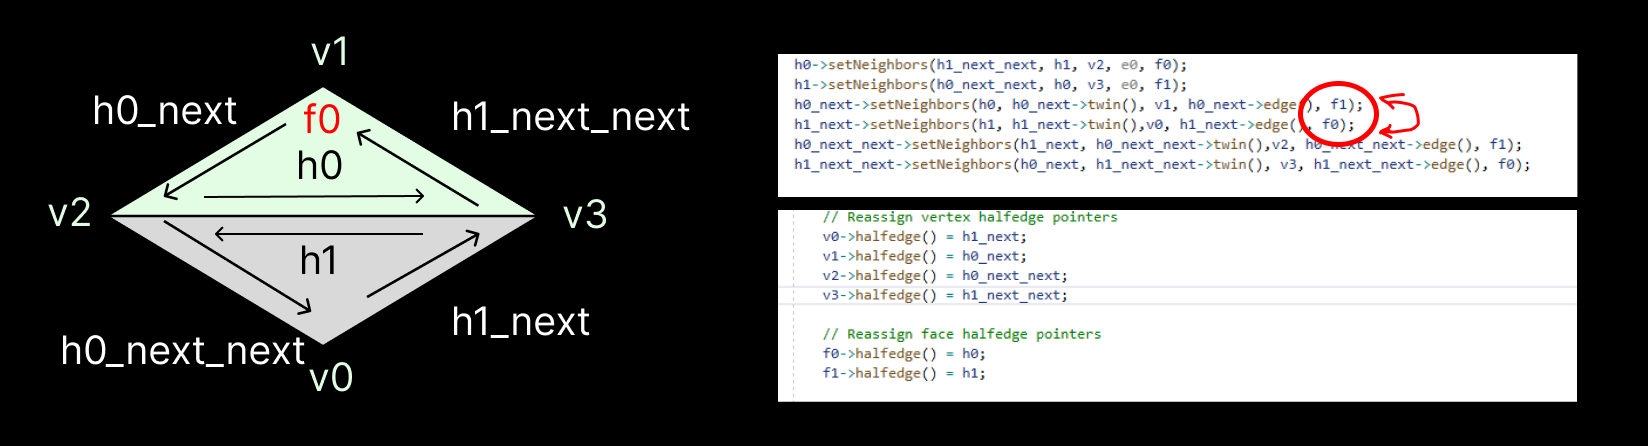 v1
f0
h0_next
h1_next_next
h0
v2
v3
h1
h1_next
h0_next_next
v0
h0->setNeighbors(h1_next_next, h1, v2, e0, f0);
h1->setNeighbors(h0_next_next, h0, v3, e0, f1);
h0_next->setNeighbors(h0, h0_next->twin(), v1, h0_next->edge(), f1);
h1_next->setNeighbors(h1, h1_next->twin(),v0, h1_next->edge(), f0);
h0_next_next->setNeighbors(h1_next, h0_next_next->twin(),v2, h0_next_next->edge(), f1);
h1_next_next->setNeighbors(h0_next, h1_next_next->twin(), v3, h1_next_next->edge(), f0);
// Reassign vertex halfedge pointers
v0->halfedge() = h1_next;
v1->halfedge() = h0_next;
v2->halfedge() = h0_next_next;
v3->halfedge() = h1_next_next;
// Reassign face halfedge pointers
f0->halfedge() = h0;
f1->halfedge() = h1;